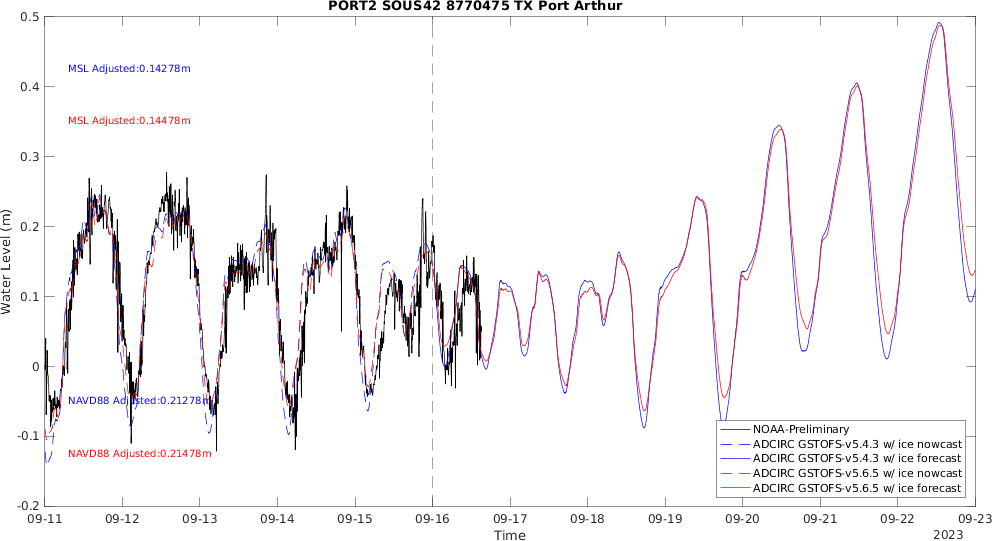 PORT2 SOUS42 8770475 TX Port Arthur
0.5
0.4
0.3
0.2
0.1
0
-0.1
-0.2
Water Level (m)
MSL Adjusted:0.14278m
MSL Adjusted:0.14478m
NAVD88 Adjusted:0.21278m
NAVD88 Adjusted:0.21478m
NOAA-Preliminary
ADCIRC GSTOFS-v5.4.3 w/ ice nowcast
ADCIRC GSTOFS-v5.4.3 w/ ice forecast
ADCIRC GSTOFS-v5.6.5 w/ ice nowcast
ADCIRC GSTOFS-v5.6.5 w/ ice forecast
09-11 09-12 09-13 09-14 09-15 09-16 09-17 09-18 09-19 09-20 09-21 09-22 09-23
Time
2023